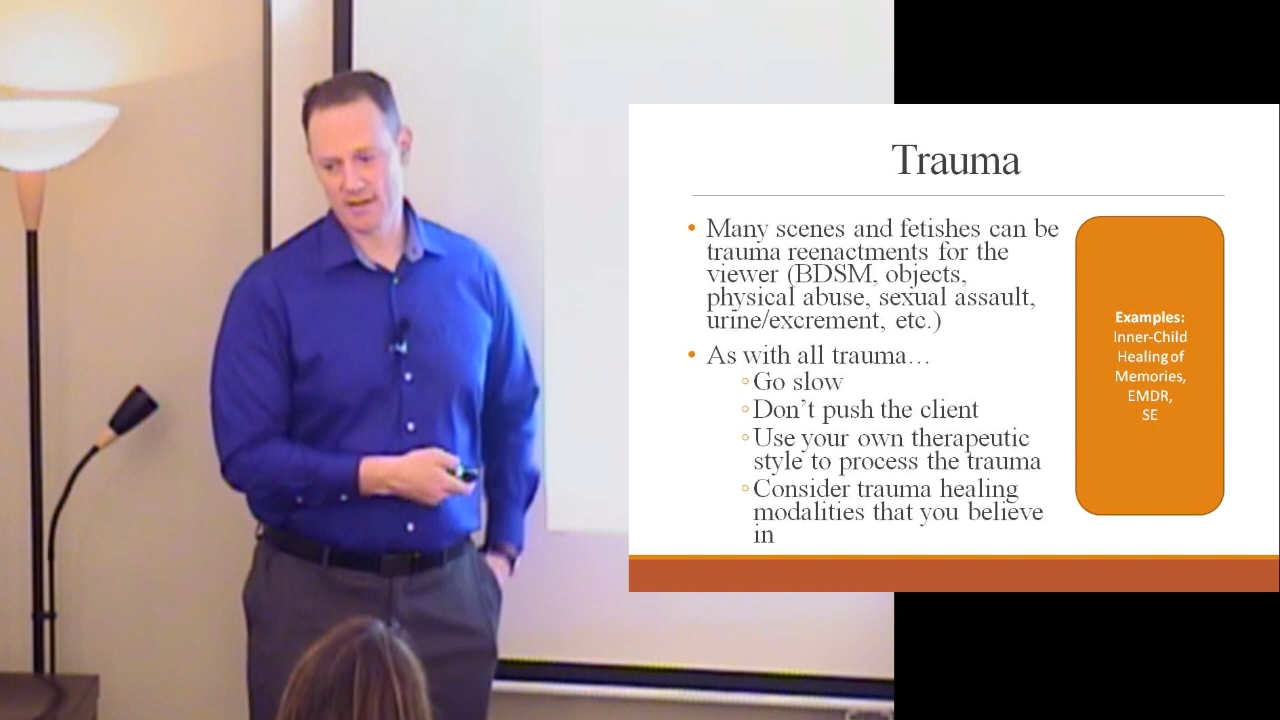 Trauma
• Many scenes and fetishes can be
trauma reenactments for the
viewer (BDSM, objects,
physical abuse, sexual assault,
urine/excrement, etc.)
• As with all trauma…
◦Go slow
◦Don’t push the client
◦Use your own therapeutic
style to process the trauma
◦Consider trauma healing
modalities that you believe
in
Examples:
Inner-Child
Healing of
Memories,
EMDR,
SE